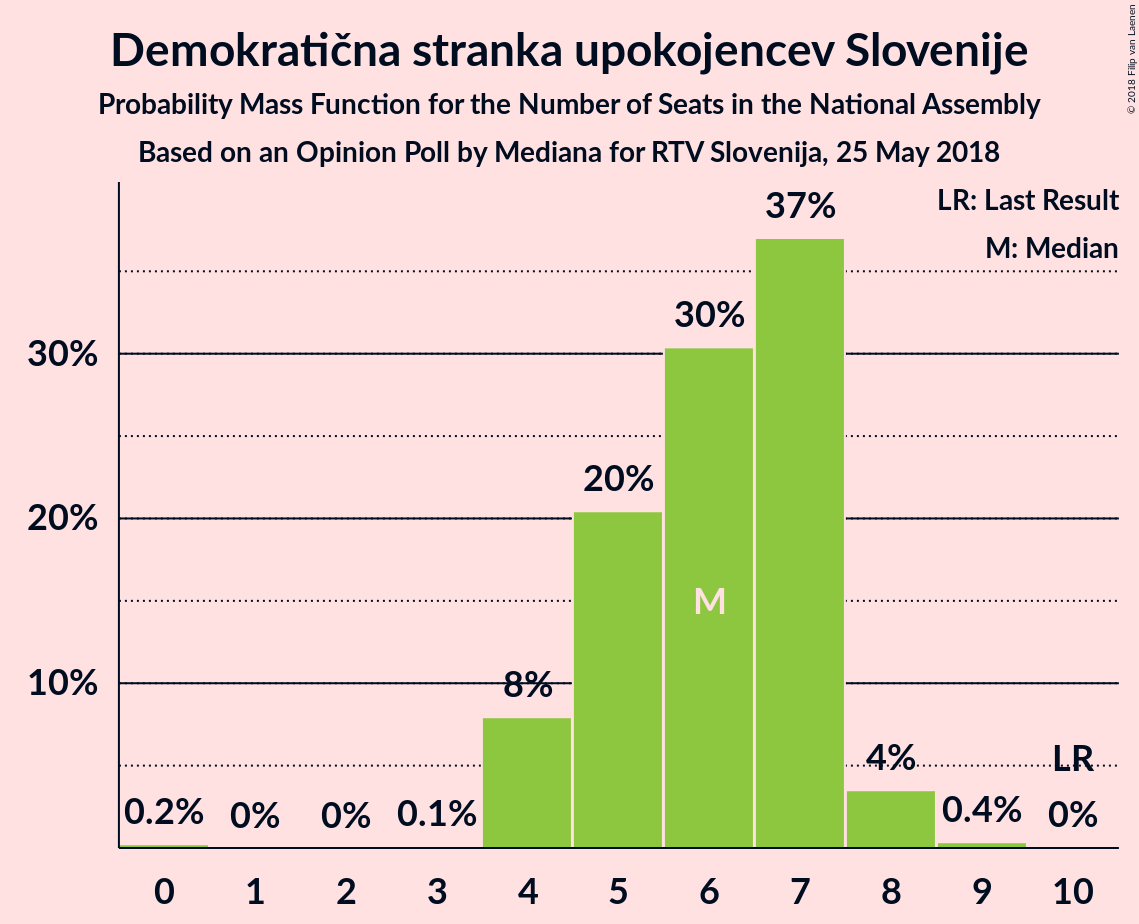 Demokratična stranka upokojencev Slovenije
Probability Mass Function for the Number of Seats in the National Assembly
Based on an Opinion Poll by Mediana for RTV Slovenija, 25 May 2018
© 2018 Filip van Laenen
LR: Last Result
M: Median
37%
30%
30%
20%
20%
M
10%
8%
4%
LR
0.2%
0%
0%
0.1%
0.4%
0%
0 1 2 3 4 5 6 7 8 9 10